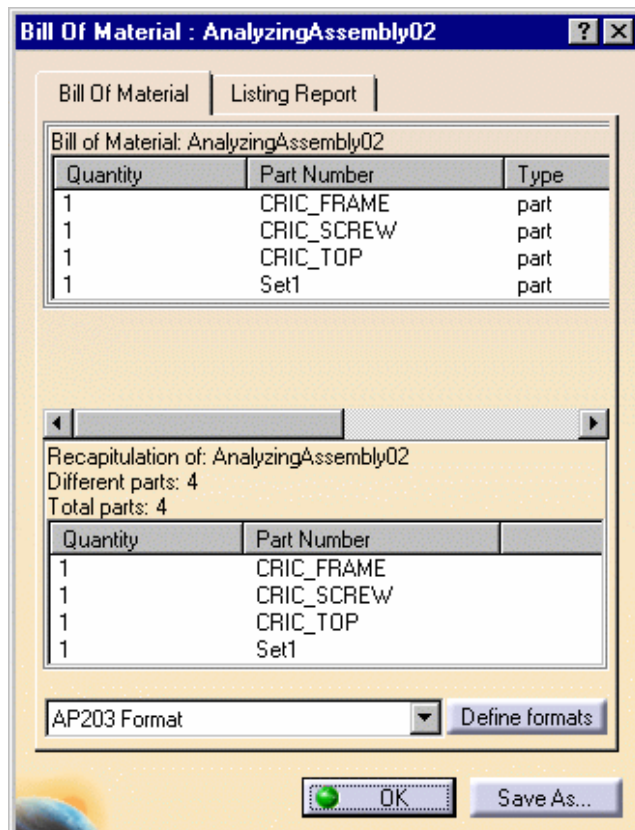 Bill Of Material : AnalyzingAssembly02
Bill Of Material Listing Report
Bill of Material: AnalyzingAssembly02
Quantity Part Number Type
1 CRIC_FRAME part
1 CRIC_SCREW part
1 CRIC_TOP part
1 Set1 part
Recapitulation of: AnalyzingAssembly02
Different parts: 4
Total parts: 4
Quantity Part Number
1 CRIC_FRAME
1 CRIC_SCREW
1 CRIC_TOP
1 Set1
AP203 Format Define formats
OK Save As...